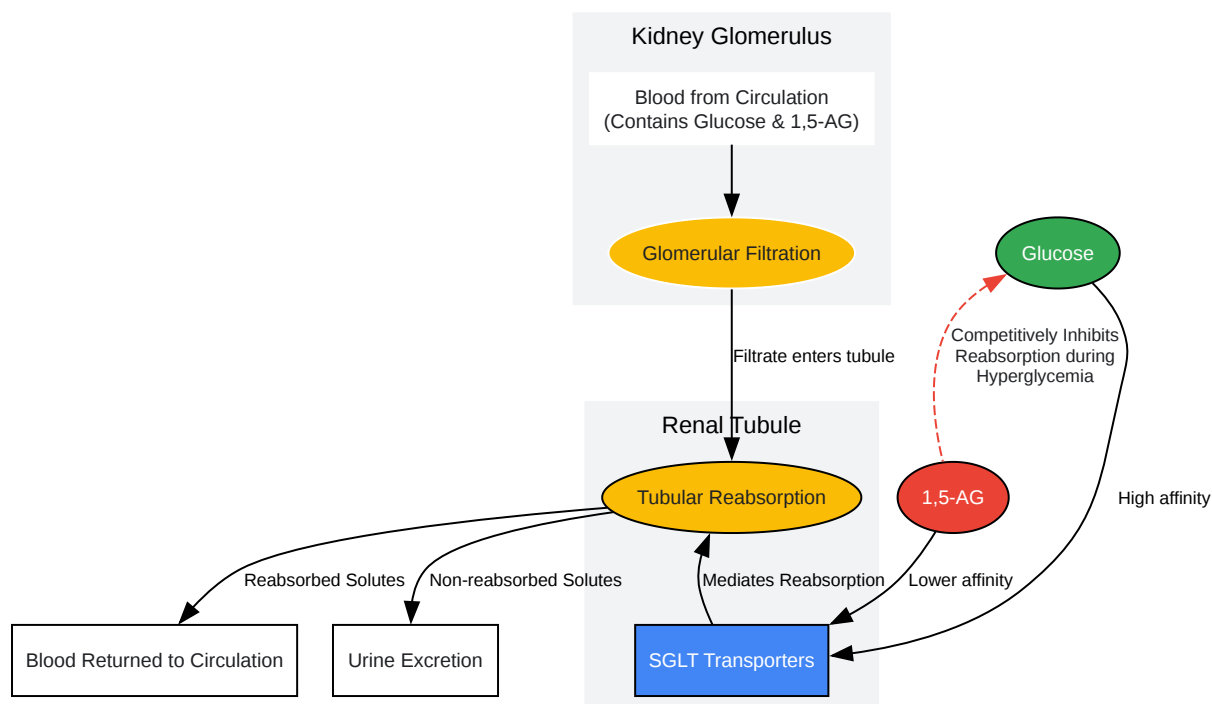 Kidney Glomerulus
Blood from Circulation
(Contains Glucose & 1,5-AG)
Glomerular Filtration
Glucose
Competitively Inhibits
Reabsorption during
Hyperglycemia
Filtrate enters tubule
Renal Tubule
Tubular Reabsorption
1,5-AG
High affinity
Reabsorbed Solutes
Non-reabsorbed Solutes
Mediates Reabsorption
Lower affinity
Blood Returned to Circulation
Urine Excretion
SGLT Transporters